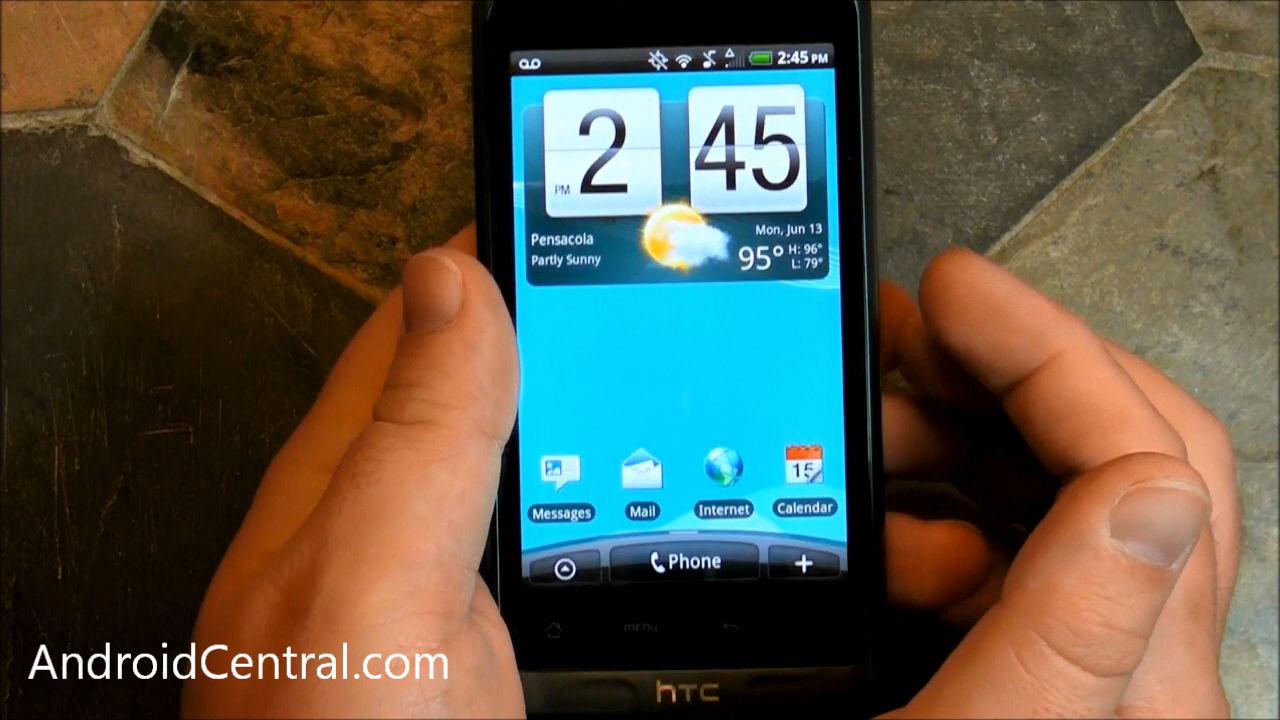 2:45 PM
2 45
PM
Pensacola
Partly Sunny
Mon, Jun 13
95° H: 96°
L: 79°
15
Messages Mail Internet Calendar
Phone
menu
hTC
AndroidCentral.com